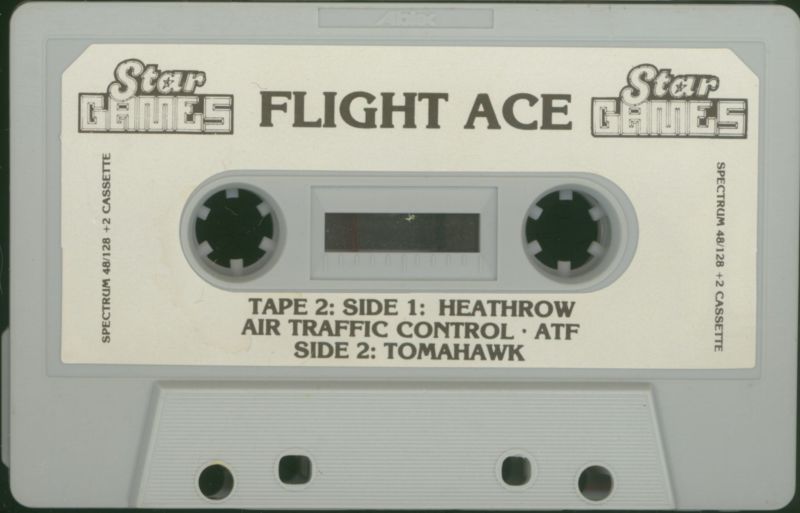 Star
GAMES
FLIGHT ACE
Star
GAMES
SPECTRUM 48/128 +2 CASSETTE
SPECTRUM 48/128 +2 CASSETTE
TAPE 2: SIDE 1: HEATHROW
AIR TRAFFIC CONTROL · ATF
SIDE 2: TOMAHAWK